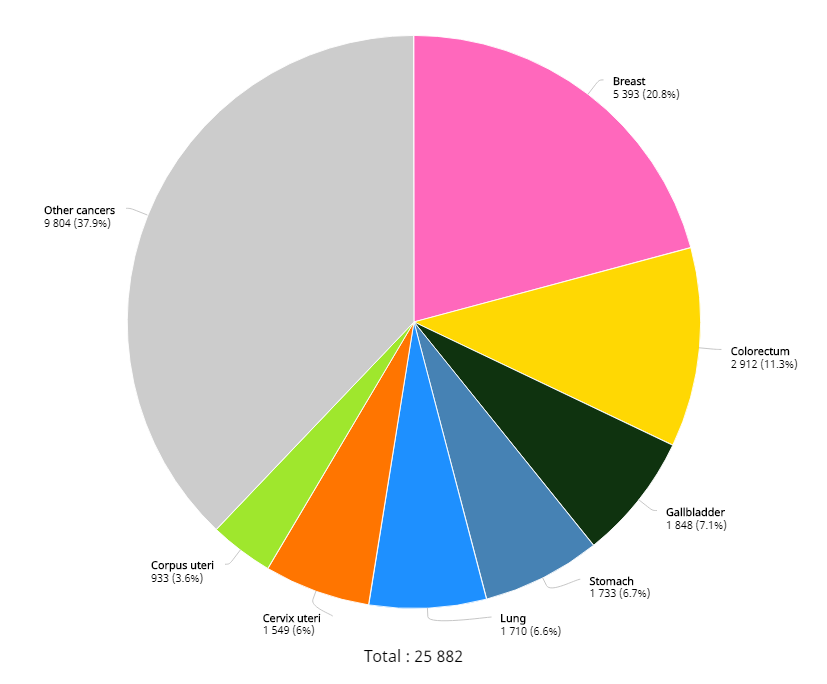 Breast
5 393 (20.8%)
Other cancers
9 804 (37.9%)
Colorectum
2 912 (11.3%)
Gallbladder
1 848 (7.1%)
Corpus uteri
933 (3.6%)
Stomach
1 733 (6.7%)
Cervix uteri
1 549 (6%)
Lung
1 710 (6.6%)
Total : 25 882